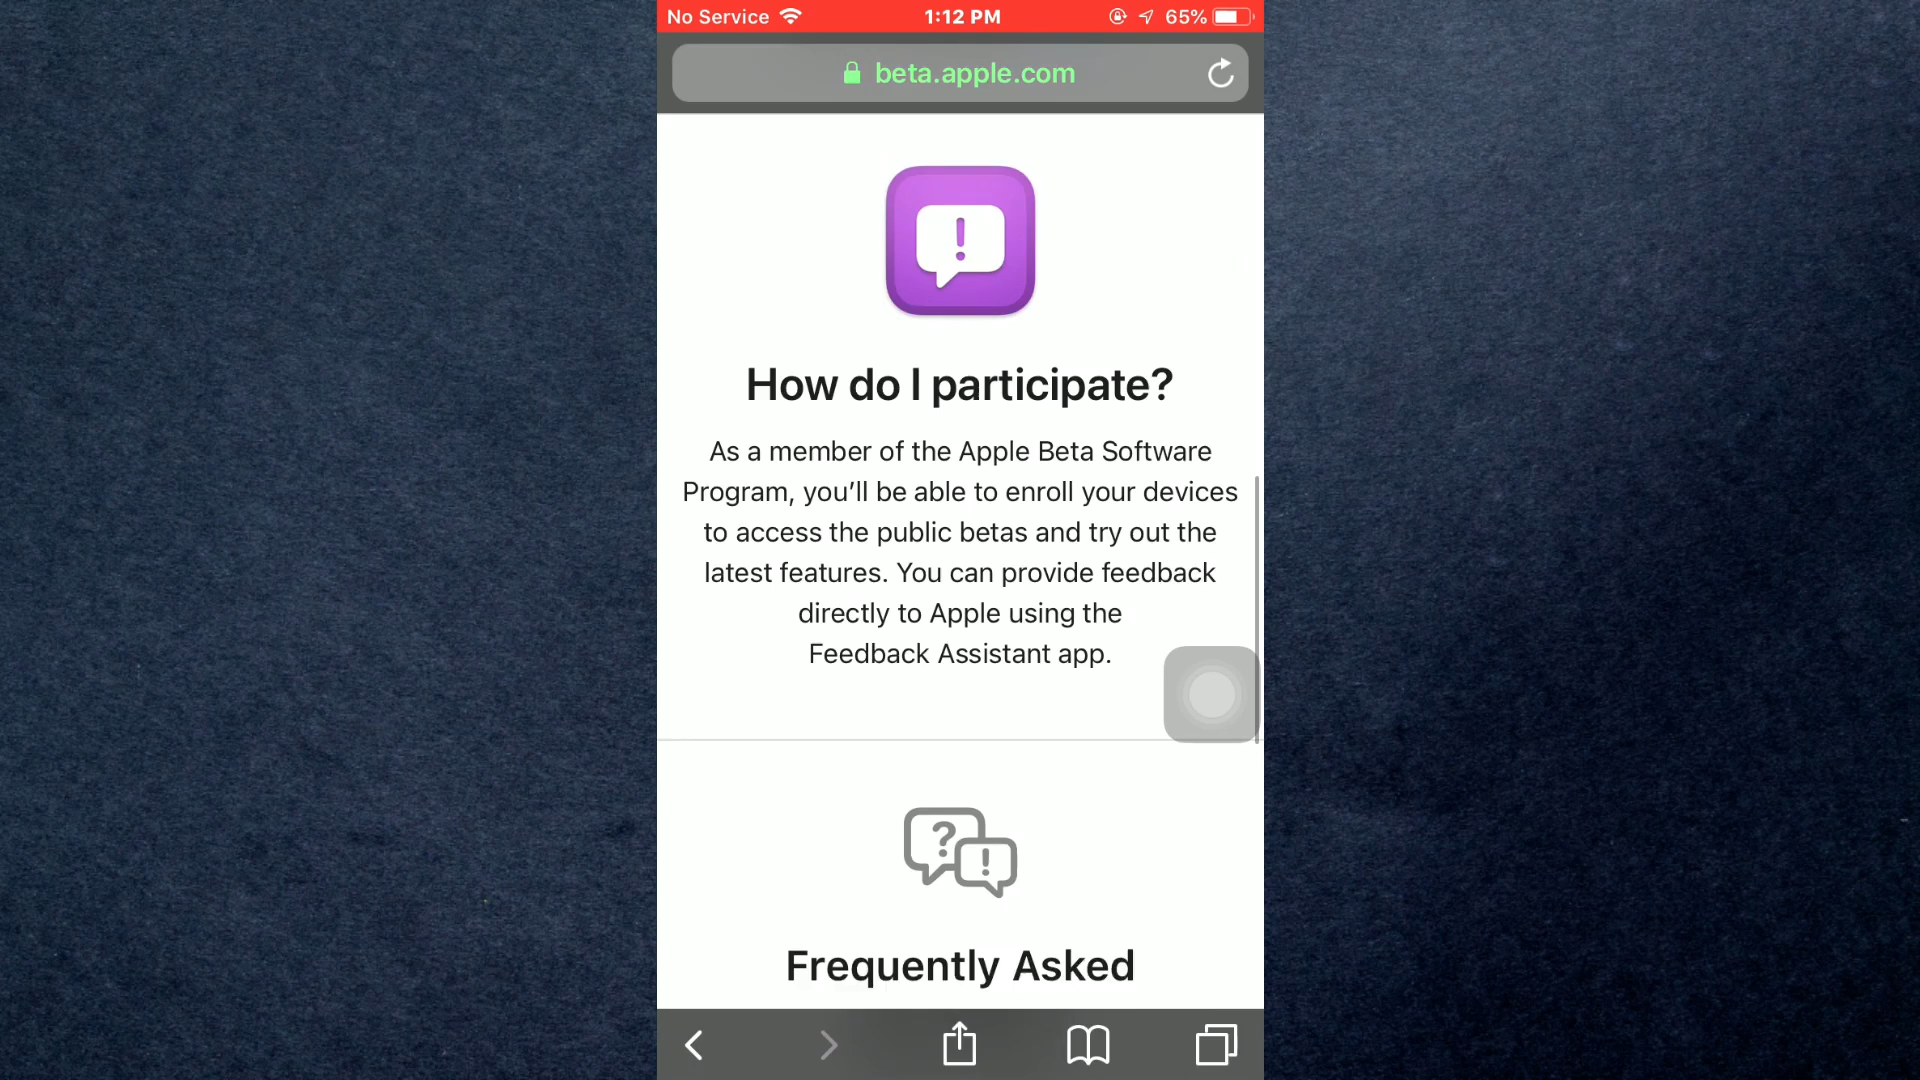 No Service 1:12 PM 65%
beta.apple.com
How do I participate?
As a member of the Apple Beta Software
Program, you’ll be able to enroll your devices
to access the public betas and try out the
latest features. You can provide feedback
directly to Apple using the
Feedback Assistant app.
Frequently Asked